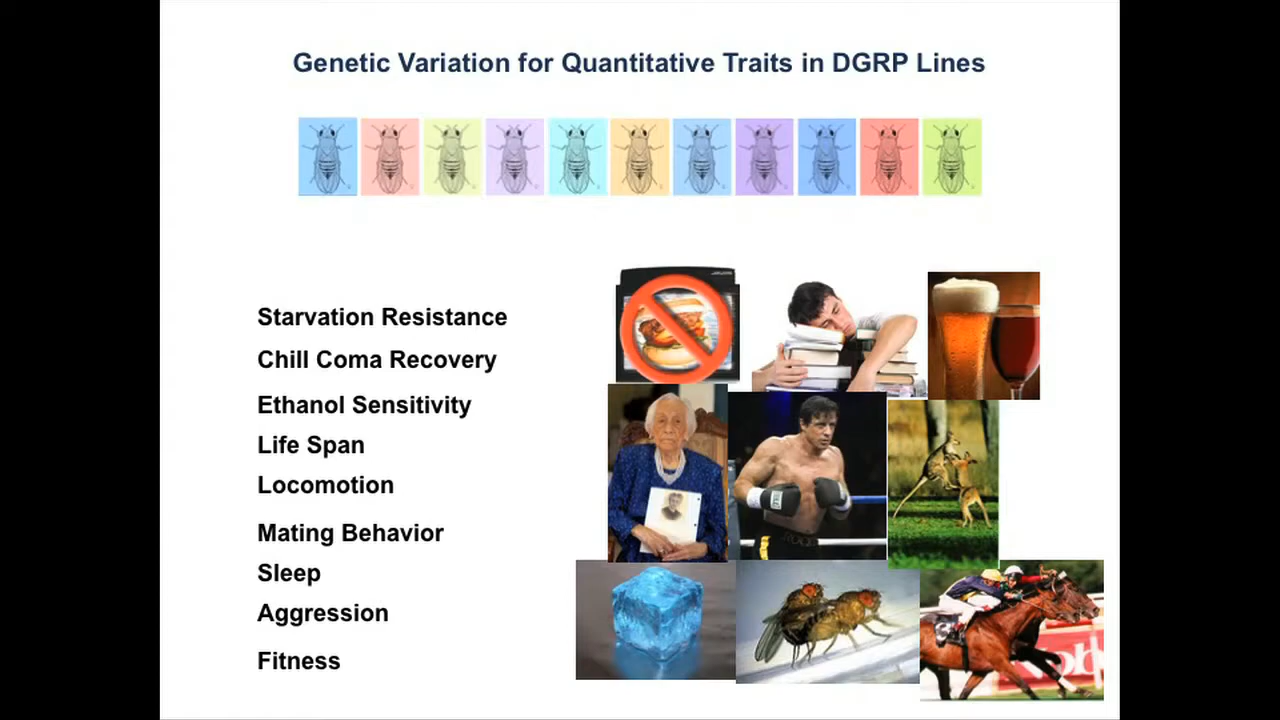 Genetic Variation for Quantitative Traits in DGRP Lines
Starvation Resistance
Chill Coma Recovery
Ethanol Sensitivity
Life Span
Locomotion
Mating Behavior
Sleep
Aggression
Fitness